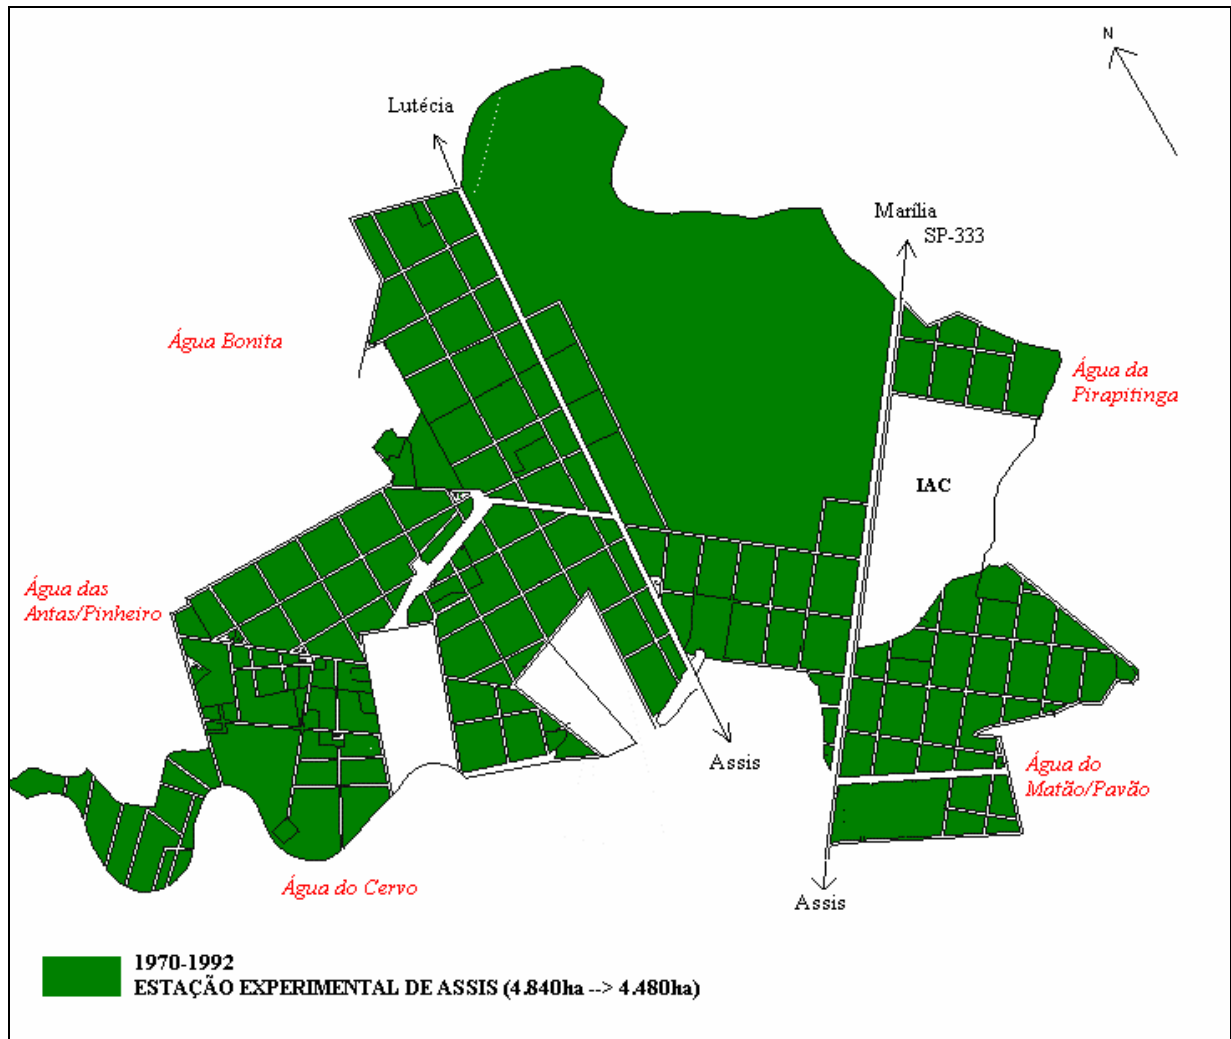 N
Lutécia
Marília
SP-333
Água Bonita
Água da
Pirapitinga
IAC
Água das
Antas/Pinheiro
Assis
Água do
Matão/Pavão
Água do Cervo
Assis
1970-1992
ESTAÇÃO EXPERIMENTAL DE ASSIS (4.840ha --> 4.480ha)